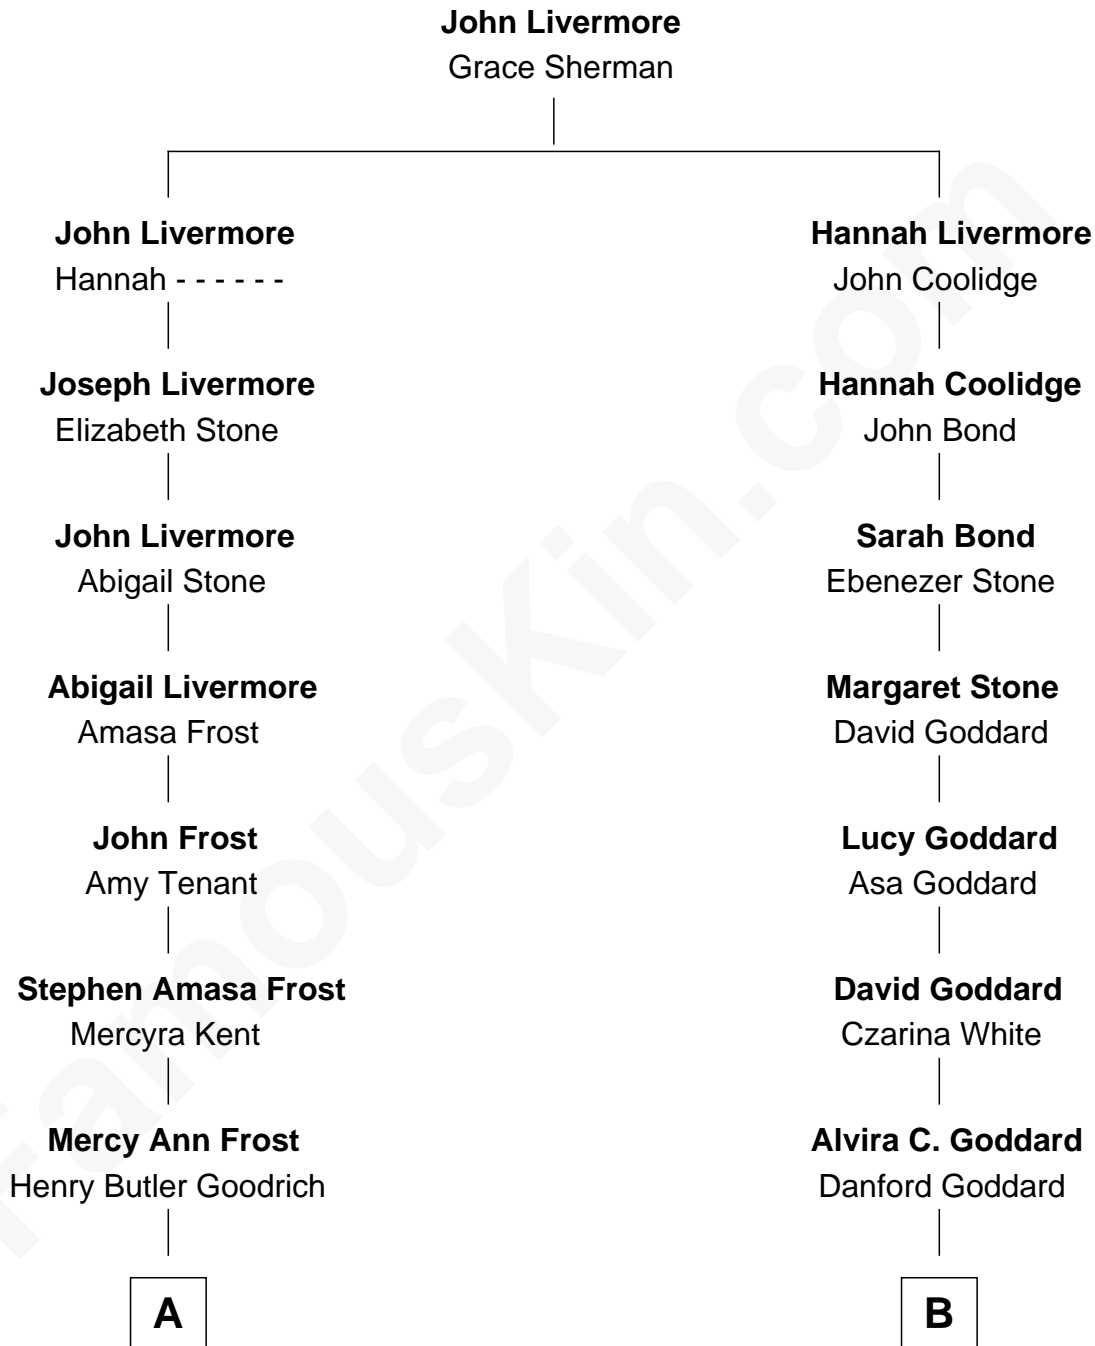 John Livermore
Grace Sherman
John Livermore
Hannah - - - - - -
Hannah Livermore
John Coolidge
Joseph Livermore
Elizabeth Stone
Hannah Coolidge
John Bond
John Livermore
Abigail Stone
Sarah Bond
Ebenezer Stone
Abigail Livermore
Amasa Frost
Margaret Stone
David Goddard
John Frost
Amy Tenant
Lucy Goddard
Asa Goddard
Stephen Amasa Frost
Mercyra Kent
David Goddard
Czarina White
Mercy Ann Frost
Henry Butler Goodrich
Alvira C. Goddard
Danford Goddard
A
B
FamousKin.com